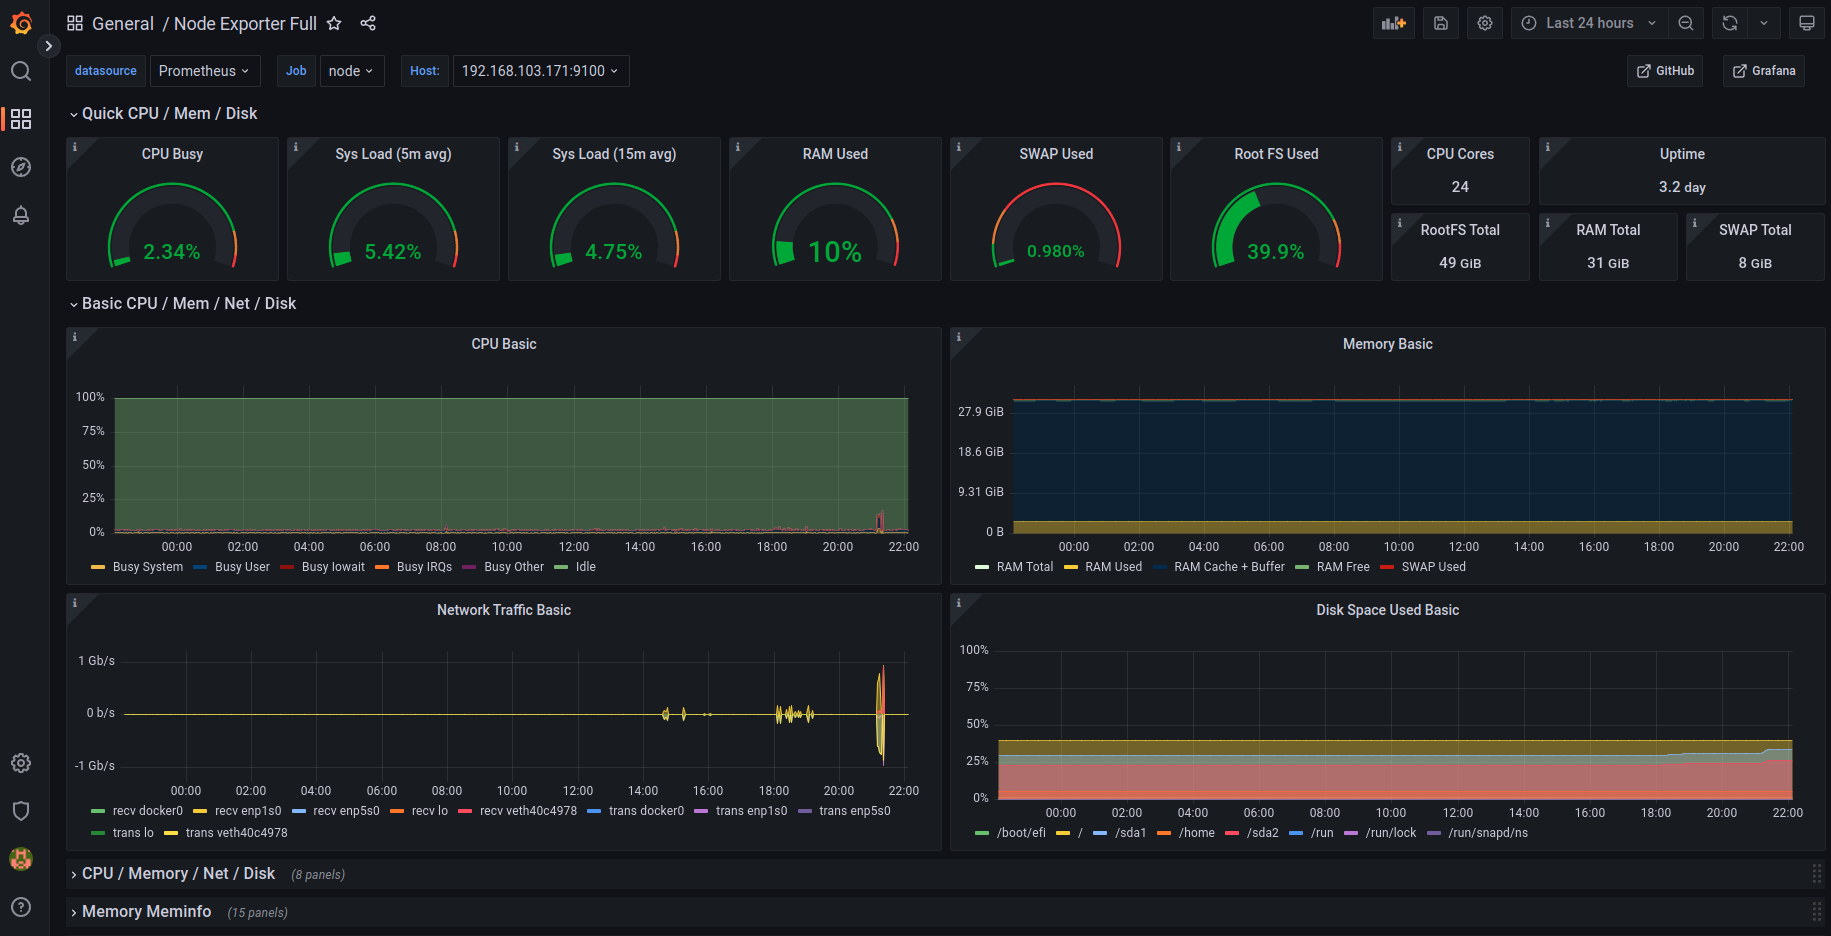 General / Node Exporter Full
Last 24 hours
datasource Prometheus Job node Host: 192.168.103.171:9100 GitHub Grafana
Quick CPU / Mem / Disk
CPU Busy
2.34%
Sys Load (5m avg)
5.42%
Sys Load (15m avg)
4.75%
RAM Used
10%
SWAP Used
0.980%
Root FS Used
39.9%
CPU Cores
24
Uptime
3.2 day
RootFS Total
49 GiB
RAM Total
31 GiB
SWAP Total
8 GiB
Basic CPU / Mem / Net / Disk
CPU Basic
100%
75%
50%
25%
0%
00:00 02:00 04:00 06:00 08:00 10:00 12:00 14:00 16:00 18:00 20:00 22:00
Busy System Busy User Busy Iowait Busy IRQs Busy Other Idle
Memory Basic
27.9 GiB
18.6 GiB
9.31 GiB
0 B
00:00 02:00 04:00 06:00 08:00 10:00 12:00 14:00 16:00 18:00 20:00 22:00
RAM Total RAM Used RAM Cache + Buffer RAM Free SWAP Used
Network Traffic Basic
1 Gb/s
0 b/s
-1 Gb/s
00:00 02:00 04:00 06:00 08:00 10:00 12:00 14:00 16:00 18:00 20:00 22:00
recv docker0 recv enp1s0 recv enp5s0 recv lo recv veth40c4978 trans docker0 trans enp1s0 trans enp5s0
trans lo trans veth40c4978
Disk Space Used Basic
100%
75%
50%
25%
0%
00:00 02:00 04:00 06:00 08:00 10:00 12:00 14:00 16:00 18:00 20:00 22:00
/boot/efi / /sda1 /home /sda2 /run /run/lock /run/snapd/ns
CPU / Memory / Net / Disk (8 panels)
Memory Meminfo (15 panels)